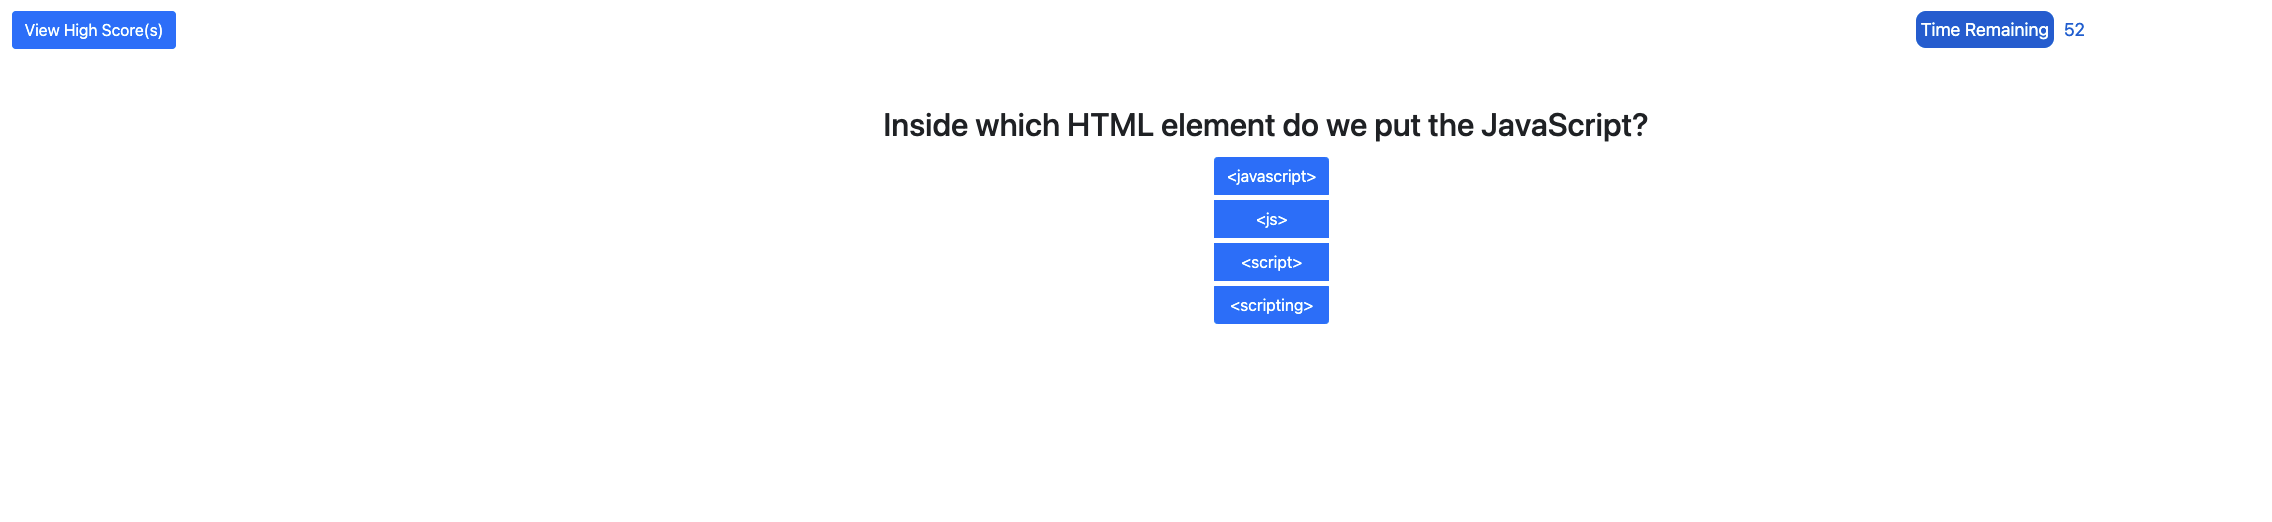 View High Score(s)
Time Remaining 52
Inside which HTML element do we put the JavaScript?
<javascript>
<js>
<script>
<scripting>